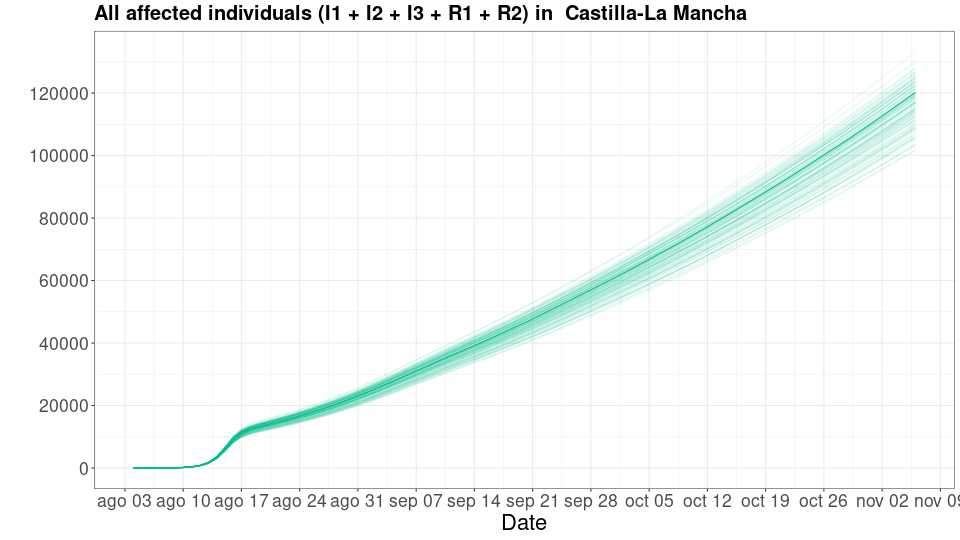 All affected individuals (I1 + I2 + I3 + R1 + R2) in  Castilla-La Mancha
120000
100000
80000
60000
40000
20000
0
ago 03 ago 10 ago 17 ago 24 ago 31 sep 07 sep 14 sep 21 sep 28 oct 05 oct 12 oct 19 oct 26 nov 02 nov 09
Date